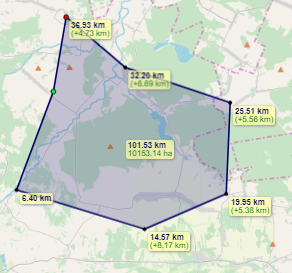 36.93 km
(+4.73 km)
32.20 km
(+6.69 km)
25.51 km
(+5.56 km)
101.53 km
10153.14 ha
6.40 km
19.95 km
(+5.38 km)
14.57 km
(+8.17 km)